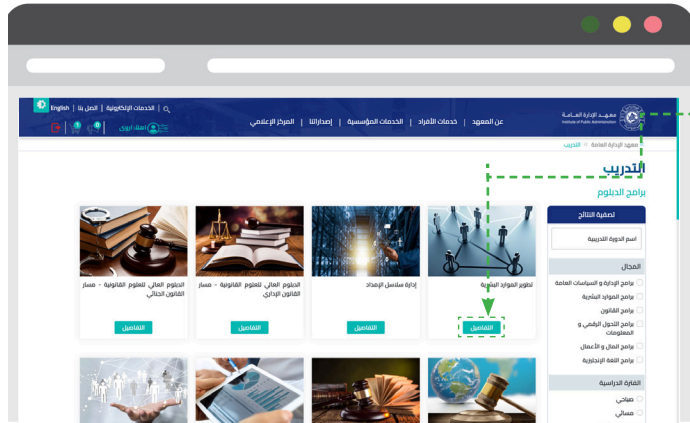 الخدمات الإلكترونية | اتصل بنا | English
معهد الإدارة العامة
Institute of Public Administration
عن المعهد | خدمات الأفراد | الخدمات المؤسسية | إصداراتنا | المركز الإعلامي
معهد الإدارة العامة
التدريب
التدريب
برامج الدبلوم
تصفية النتائج
اسم الدورة التدريبية
المجال
برامج الإدارة و السياسات العامة
برامج الموارد البشرية
برامج القانون
برامج التحول الرقمي و
المعلومات
برامج المال و الأعمال
برامج اللغة الإنجليزية
الفترة الدراسية
صباحي
مسائي
تطوير الموارد البشرية
التفاصيل
إدارة سلاسل الإمداد
التفاصيل
الدبلوم العالي للعلوم القانونية - مسار
القانون الإداري
التفاصيل
الدبلوم العالي للعلوم القانونية - مسار
القانون الجنائي
التفاصيل